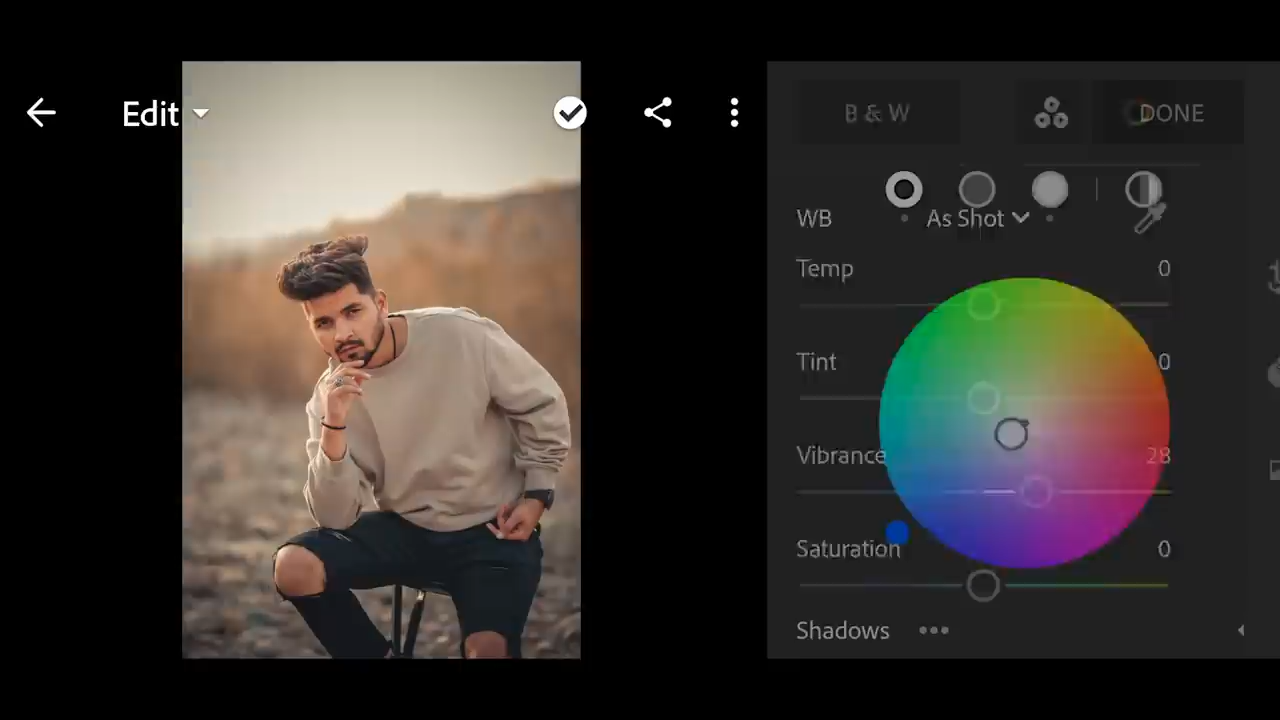 Edit
B & W
DONE
WB
As Shot
Temp
0
Tint
0
Vibrance
28
Saturation
0
Shadows